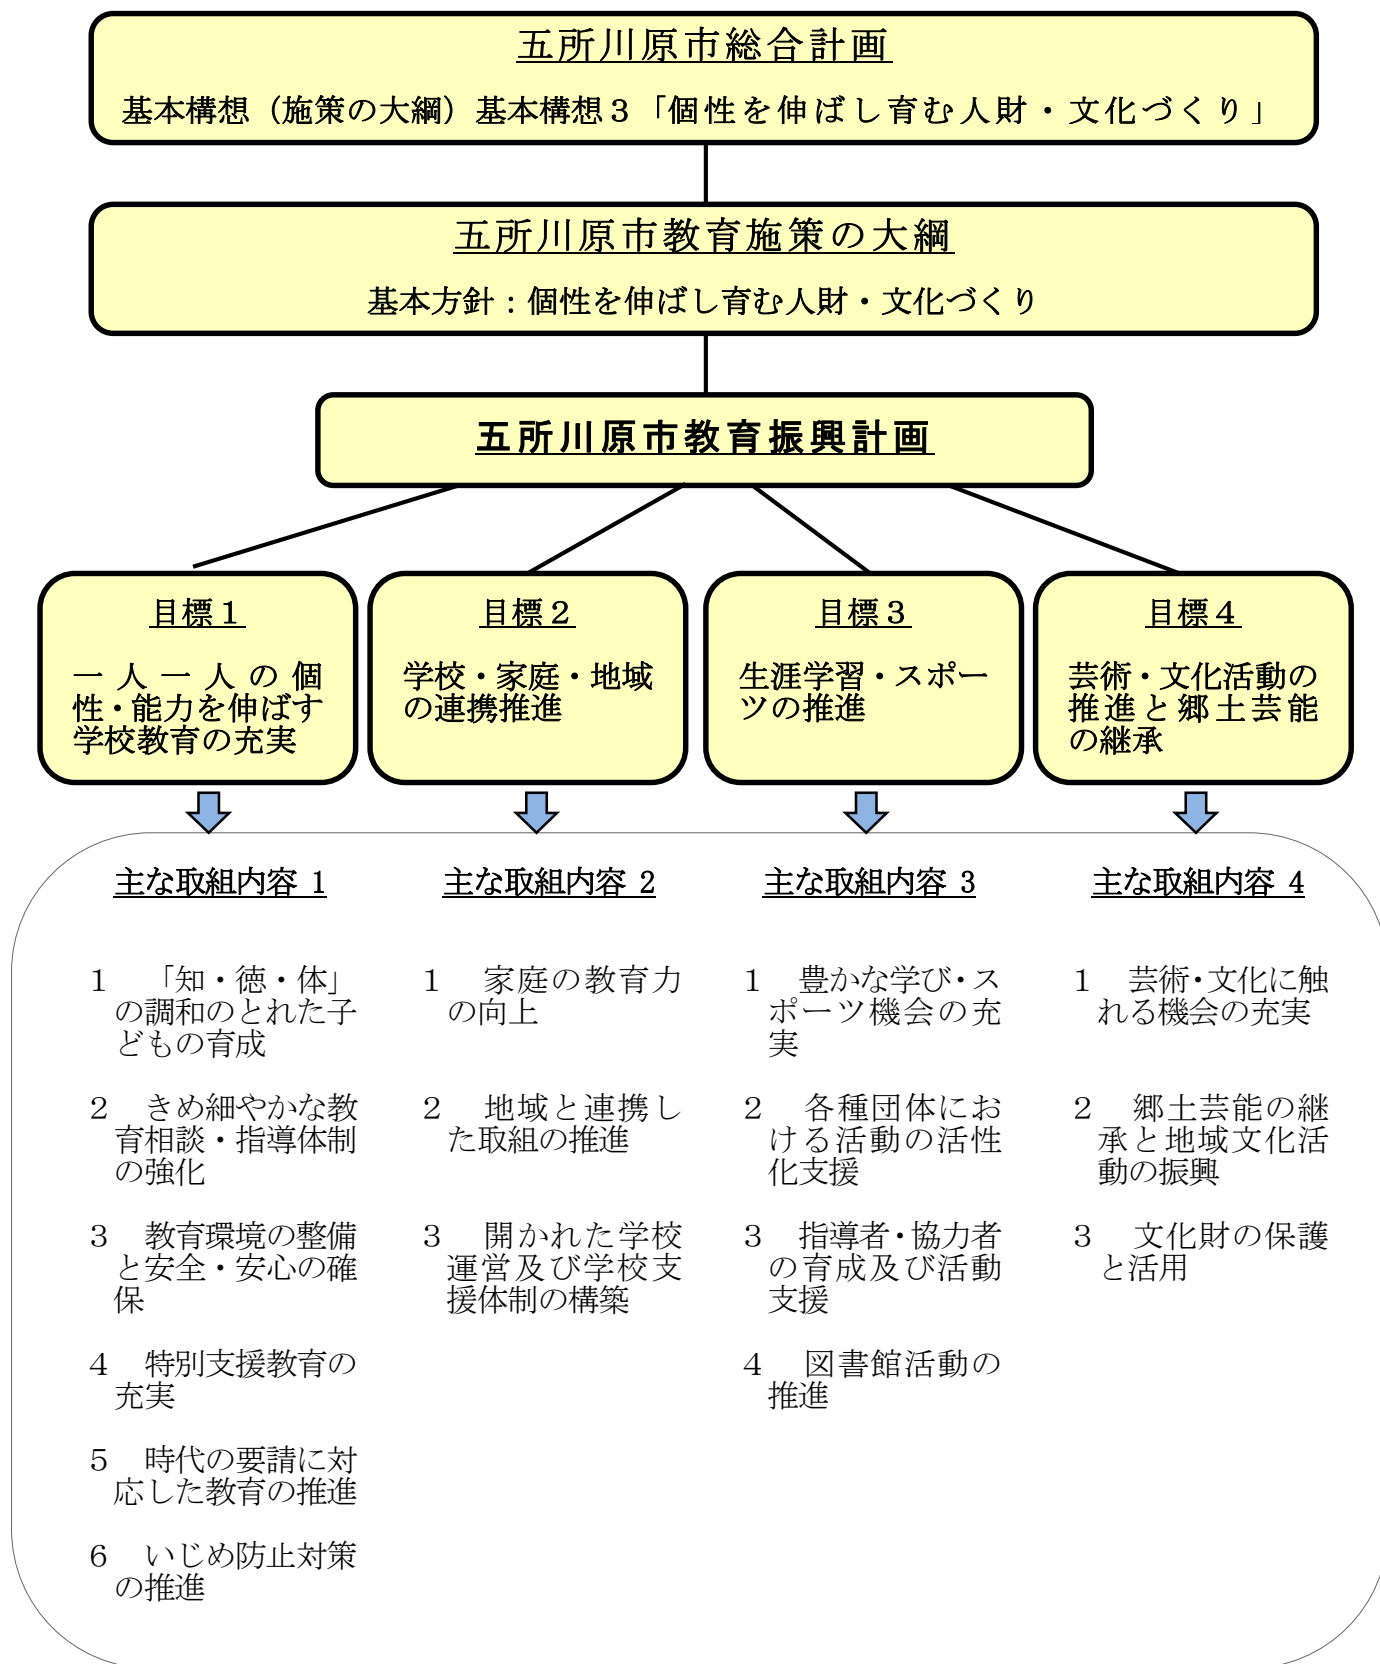 五所川原市総合計画
基本構想（施策の大綱）基本構想３「個性を伸ばし育む人財・文化づくり」
五所川原市教育施策の大綱
基本方針：個性を伸ばし育む人財・文化づくり
五所川原市教育振興計画
目標１
一人一人の個
性・能力を伸ばす
学校教育の充実
目標２
学校・家庭・地域
の連携推進
目標３
生涯学習・スポー
ツの推進
目標４
芸術・文化活動の
推進と郷土芸能
の継承
主な取組内容 1
１　「知・徳・体」
の調和のとれた子
どもの育成
２　きめ細やかな教
育相談・指導体制
の強化
３　教育環境の整備
と安全・安心の確
保
４　特別支援教育の
充実
５　時代の要請に対
応した教育の推進
６　いじめ防止対策
の推進
主な取組内容 2
１　家庭の教育力
の向上
２　地域と連携し
た取組の推進
３　開かれた学校
運営及び学校支
援体制の構築
主な取組内容 3
１　豊かな学び・ス
ポーツ機会の充
実
２　各種団体にお
ける活動の活性
化支援
３　指導者・協力者
の育成及び活動
支援
４　図書館活動の
推進
主な取組内容 4
１　芸術・文化に触
れる機会の充実
２　郷土芸能の継
承と地域文化活
動の振興
３　文化財の保護
と活用